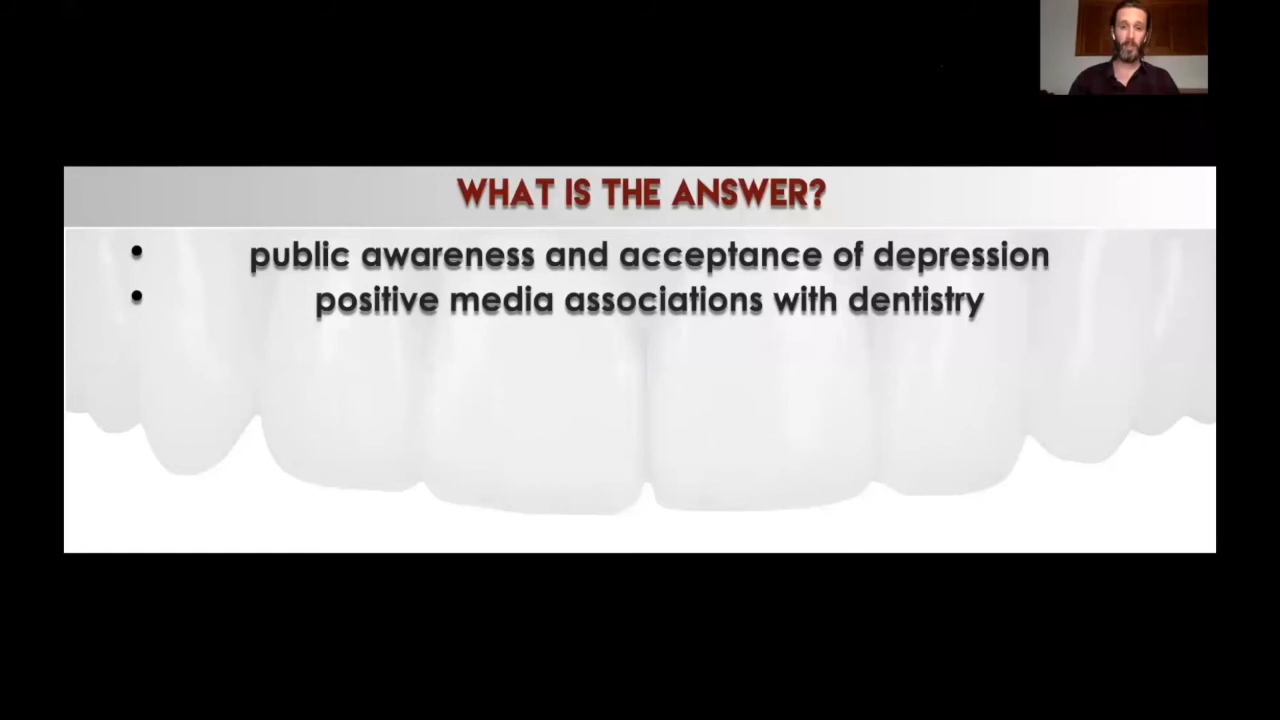 WHAT IS THE ANSWER?
• public awareness and acceptance of depression
• positive media associations with dentistry